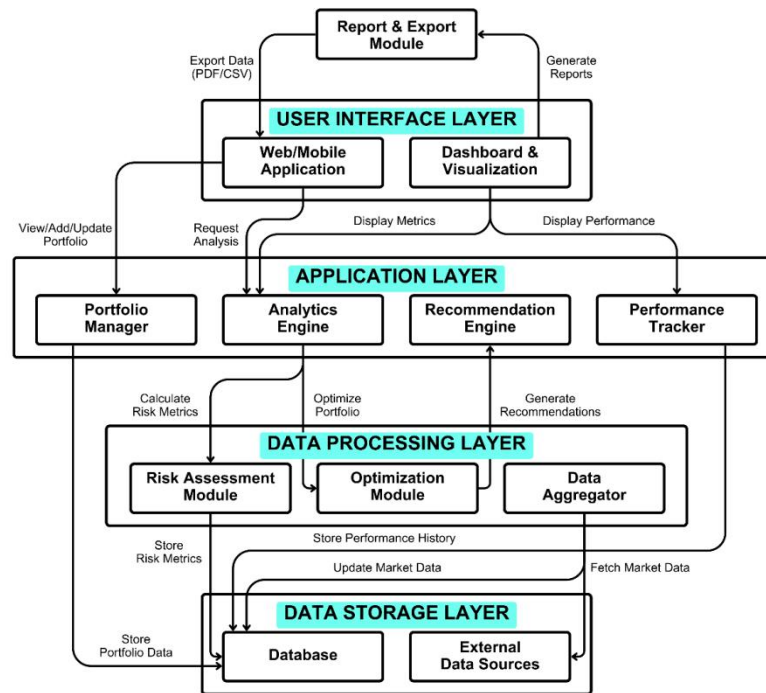 Report & Export
Module
Export Data
(PDF/CSV)
Generate
Reports
USER INTERFACE LAYER
Web/Mobile
Application
Dashboard &
Visualization
View/Add/Update
Portfolio
Request
Analysis
Display Metrics
Display Performance
APPLICATION LAYER
Portfolio
Manager
Analytics
Engine
Recommendation
Engine
Performance
Tracker
Calculate
Risk Metrics
Optimize
Portfolio
Generate
Recommendations
DATA PROCESSING LAYER
Risk Assessment
Module
Optimization
Module
Data
Aggregator
Store
Risk Metrics
Store Performance History
Update Market Data
Fetch Market Data
DATA STORAGE LAYER
Store
Portfolio Data
Database
External
Data Sources